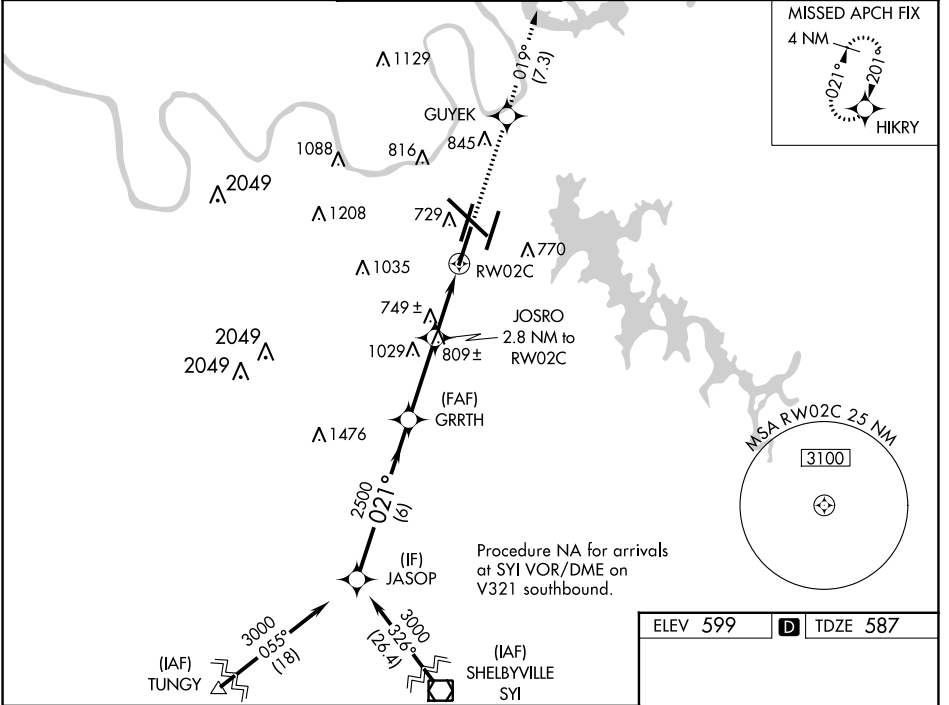 MISSED APCH FIX
4 NM
021°
201°
HIKRY
1129
019°
(7.3)
GUYEK
845
1088
816
2049
1208
729
770
1035
RW02C
749 ±
JOSRO
2.8 NM to
RW02C
2049
2049
1029
809±
(FAF)
GRRTH
1476
MSA RW02C 25 NM
3100
2500
021°
(6)
(IF)
JASOP
Procedure NA for arrivals
at SYI VOR/DME on
V321 southbound.
3000
055°
(18)
3000
326°
(26.4)
(IAF)
TUNGY
(IAF)
SHELBYVILLE
SYI
ELEV 599 D TDZE 587